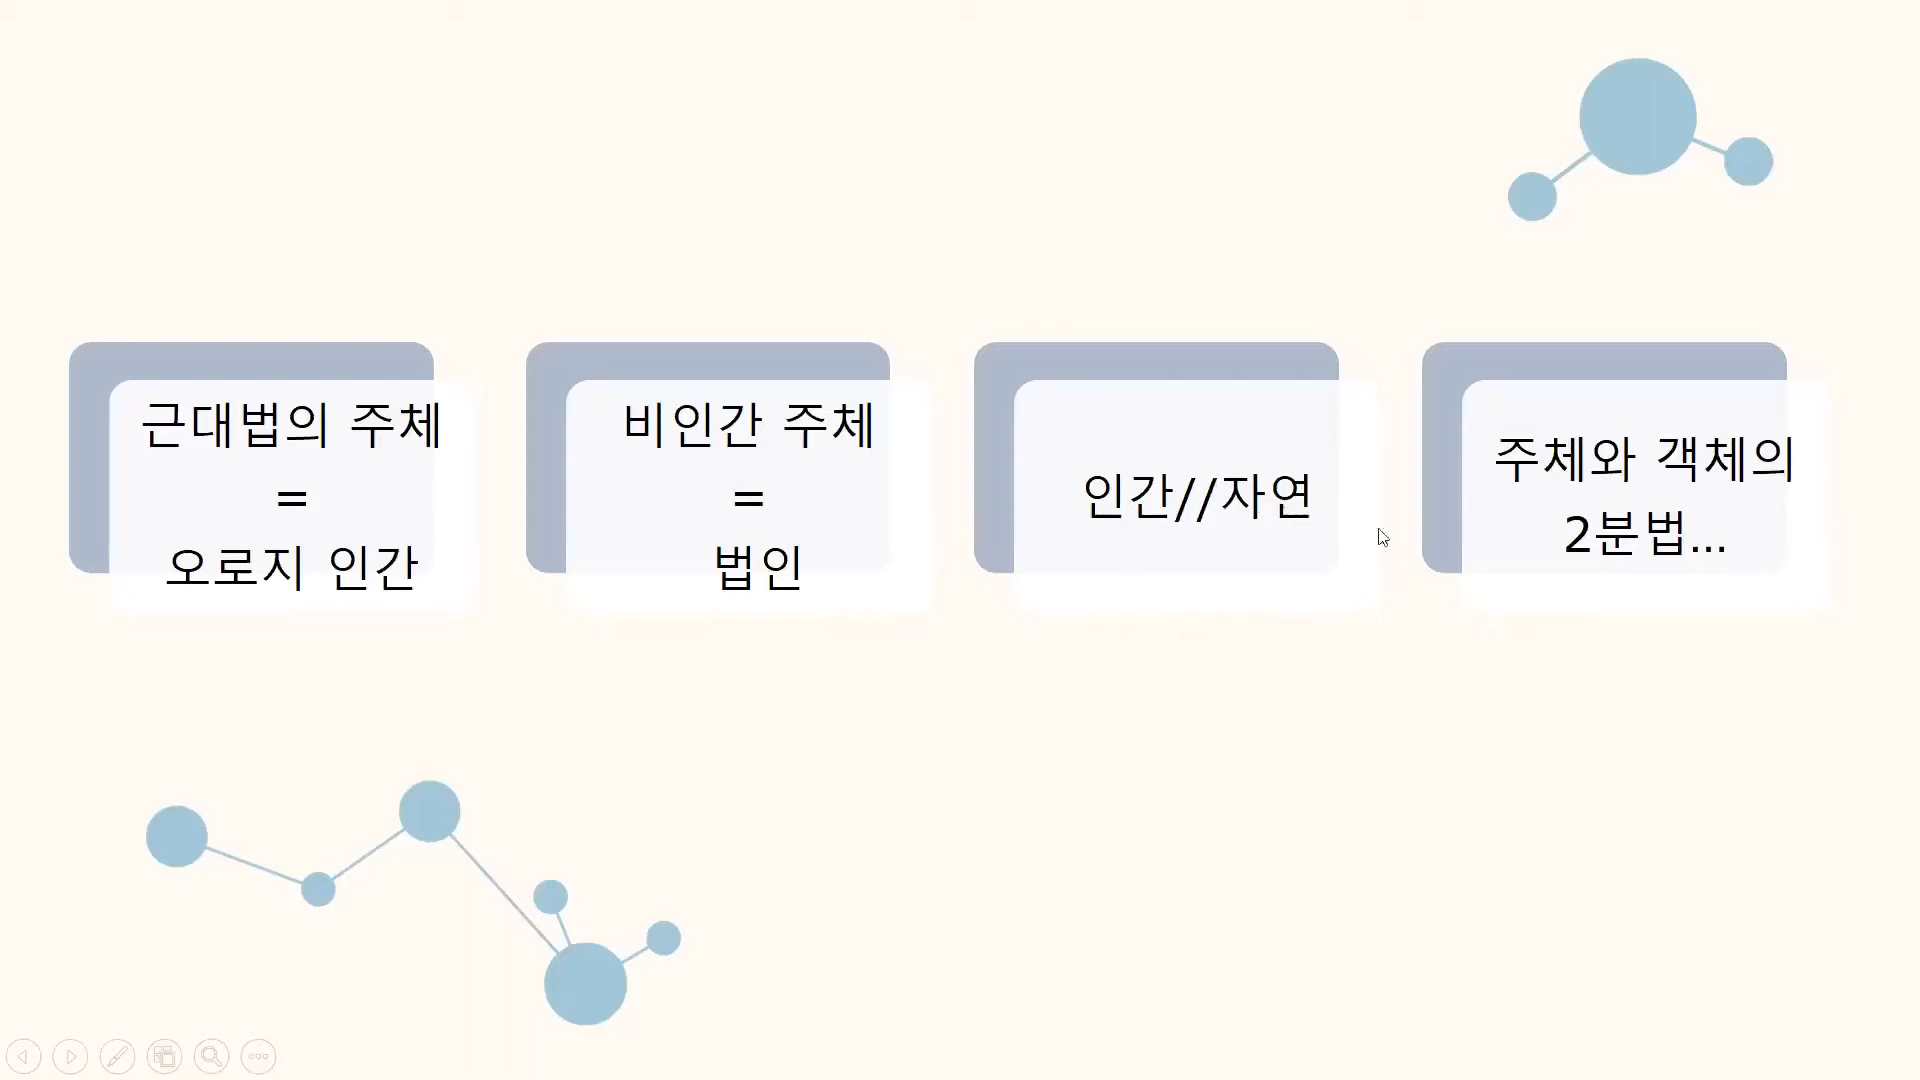 근대법의 주체
=
오로지 인간
비인간 주체
=
법인
인간//자연
주체와 객체의
2분법...